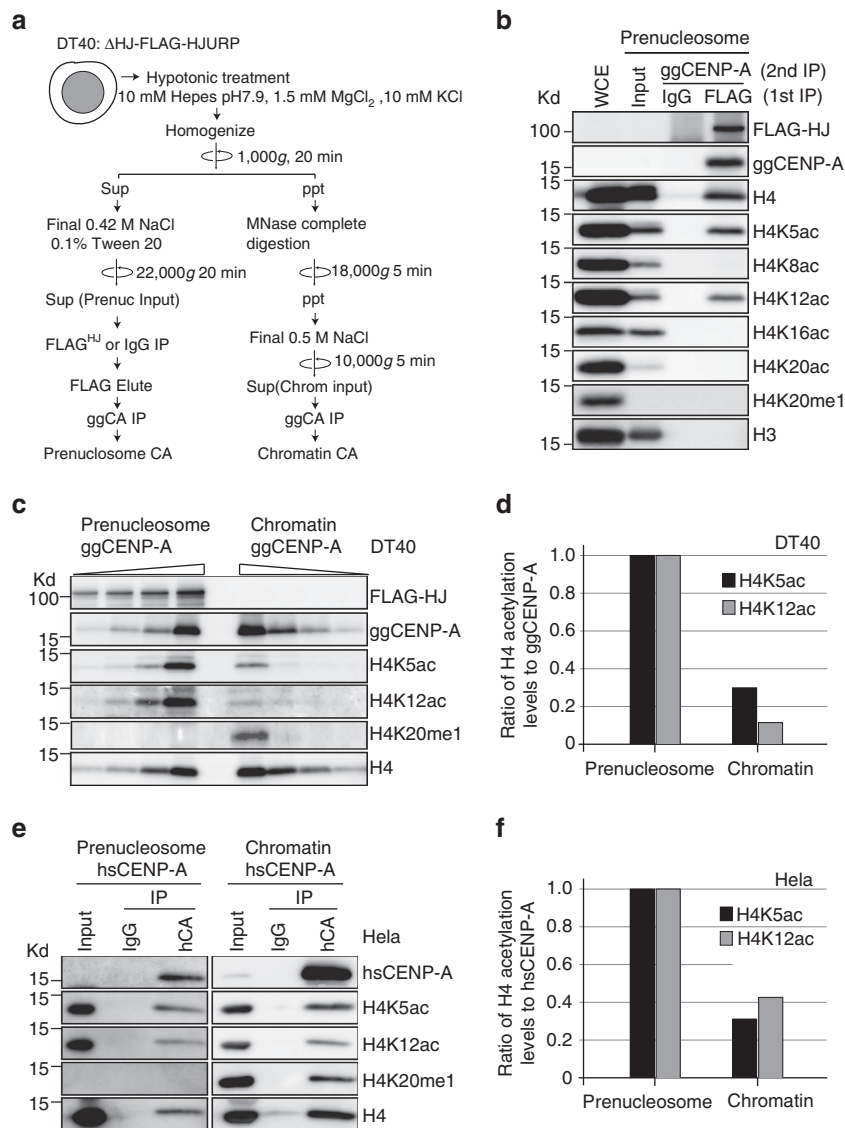 a
DT40: ΔHJ-FLAG-HJURP
Hypotonic treatment
10 mM Hepes pH7.9, 1.5 mM MgCl2 ,10 mM KCl
Homogenize
1,000g, 20 min
Sup
ppt
Final 0.42 M NaCl
0.1% Tween 20
MNase complete
digestion
22,000g 20 min
18,000g 5 min
Sup (Prenuc Input)
ppt
FLAGHJ or IgG IP
Final 0.5 M NaCl
10,000g 5 min
FLAG Elute
Sup(Chrom input)
ggCA IP
ggCA IP
Prenuclosome CA
Chromatin CA
b
Prenucleosome
WCE
Input
ggCENP-A (2nd IP)
Kd
IgG FLAG (1st IP)
100
FLAG-HJ
15
ggCENP-A
15
H4
15
H4K5ac
15
H4K8ac
15
H4K12ac
15
H4K16ac
15
H4K20ac
15
H4K20me1
15
H3
c
Prenucleosome
ggCENP-A
Chromatin
ggCENP-A
DT40
Kd
100
FLAG-HJ
15
ggCENP-A
15
H4K5ac
15
H4K12ac
15
H4K20me1
15
H4
d
DT40
Ratio of H4 acetylation
levels to ggCENP-A
1.0
0.8
0.6
0.4
0.2
0
H4K5ac
H4K12ac
Prenucleosome
Chromatin
e
Prenucleosome
hsCENP-A
Chromatin
hsCENP-A
IP
IP
Input
IgG
hCA
Input
IgG
hCA
Hela
Kd
15
hsCENP-A
15
H4K5ac
15
H4K12ac
15
H4K20me1
15
H4
f
Hela
Ratio of H4 acetylation
levels to hsCENP-A
1.0
0.8
0.6
0.4
0.2
0
H4K5ac
H4K12ac
Prenucleosome
Chromatin